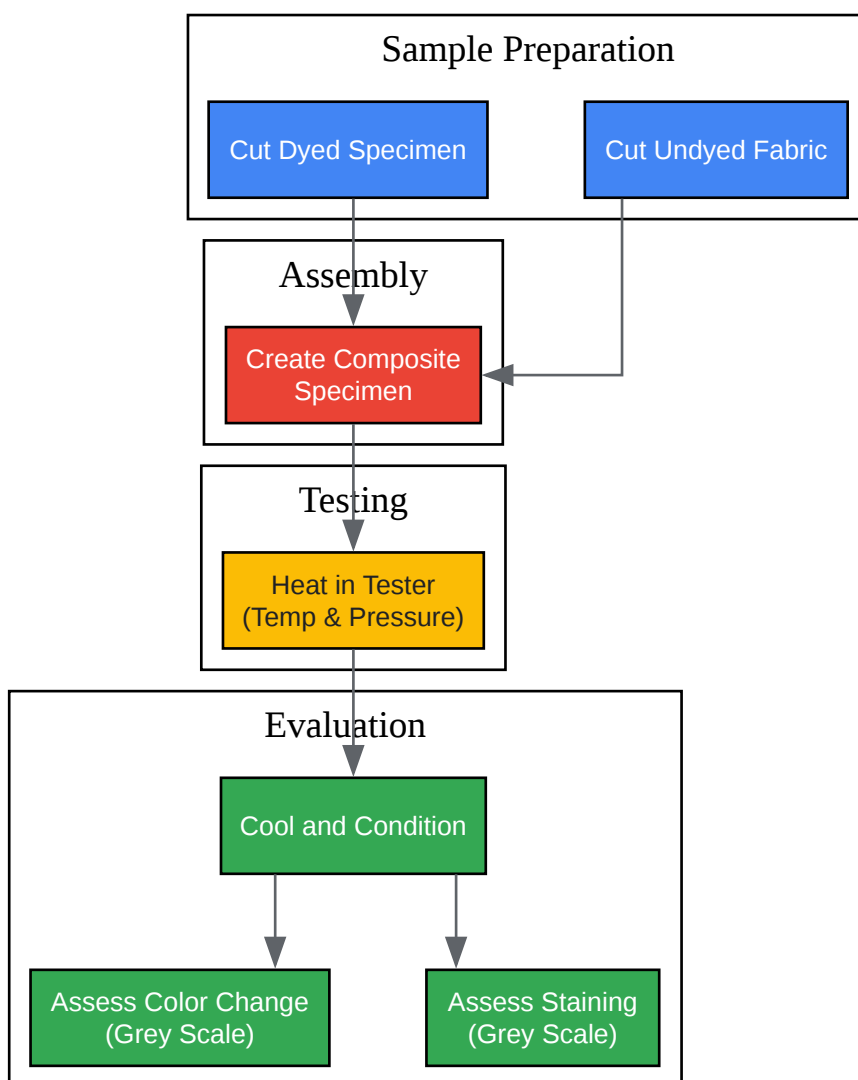 Sample Preparation
Cut Dyed Specimen
Cut Undyed Fabric
Assembly
Create Composite
Specimen
Testing
Heat in Tester
(Temp & Pressure)
Evaluation
Cool and Condition
Assess Color Change
(Grey Scale)
Assess Staining
(Grey Scale)